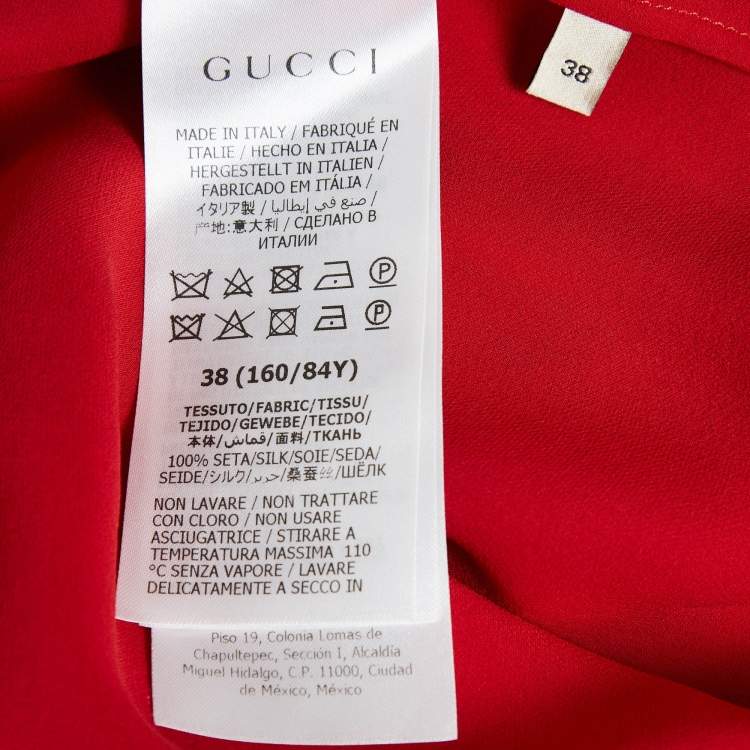 GUCCI
38
MADE IN ITALY / FABRIQUÉ EN
ITALIE / HECHO EN ITALIA /
HERGESTELLT IN ITALIEN /
FABRICADO EM ITÁLIA /
イタリア製 / صنع في إيطاليا /
产地:意大利 / СДЕЛАНО В
ИТАЛИИ
P
P
38 (160/84Y)
TESSUTO/FABRIC/TISSU/
TEJIDO/GEWEBE/TECIDO/
本体/قماش/面料/ТКАНЬ
100% SETA/SILK/SOIE/SEDA/
SEIDE/シルク/حرير/桑蚕丝/ШЁЛК
NON LAVARE / NON TRATTARE
CON CLORO / NON USARE
ASCIUGATRICE / STIRARE A
TEMPERATURA MASSIMA 110
°C SENZA VAPORE / LAVARE
DELICATAMENTE A SECCO IN
Piso 19, Colonia Lomas de
Chapultepec, Sección I, Alcaldía
Miguel Hidalgo, C.P. 11000, Ciudad
de México, México